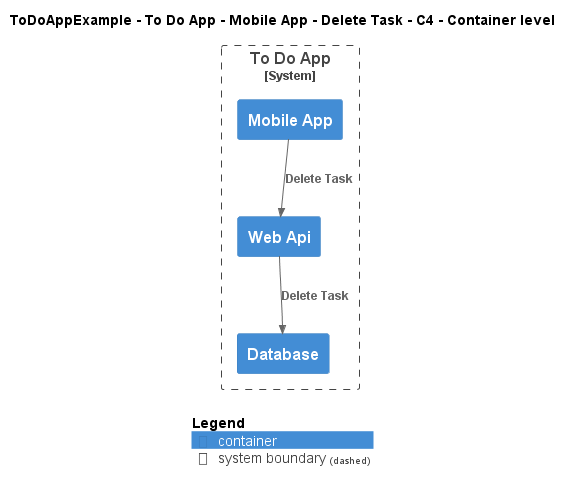 ToDoAppExample - To Do App - Mobile App - Delete Task - C4 - Container level
To Do App
[System]
Mobile App
Delete Task
Web Api
Delete Task
Database
Legend
container
system boundary (dashed)